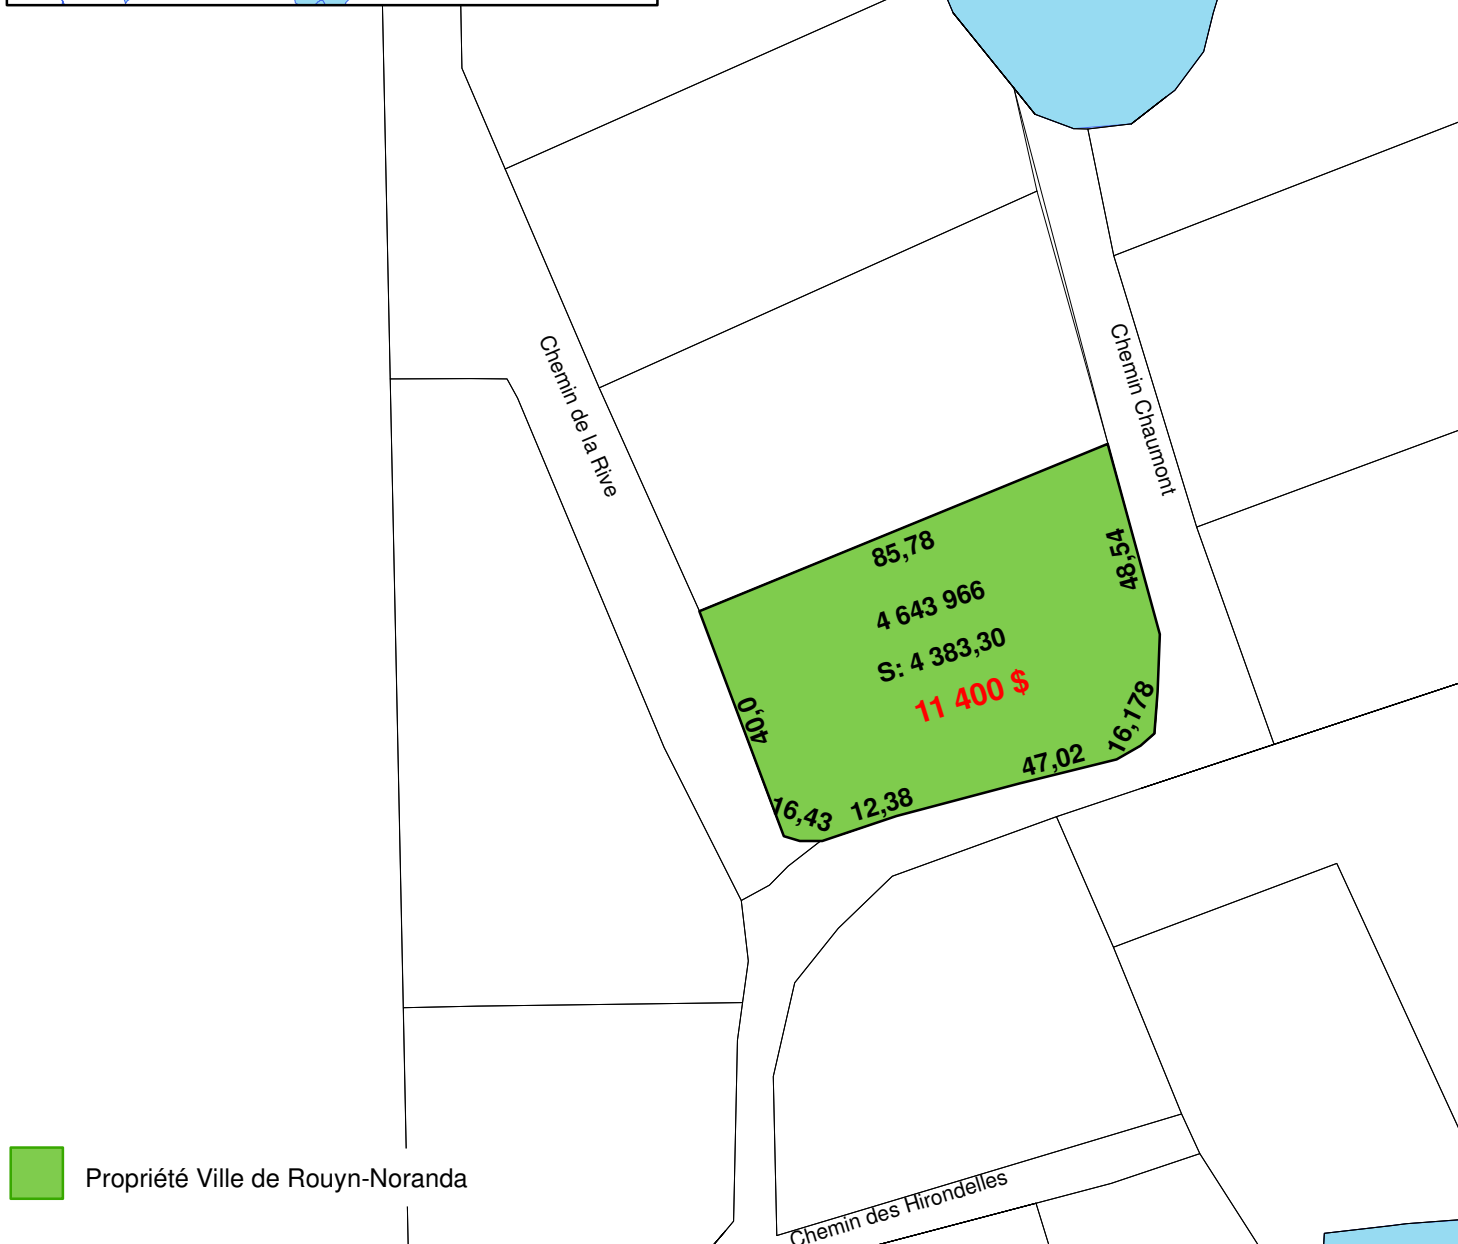 Chemin de la Rive
Chemin Chaumont
85,78
48,54
4 643 966
S: 4 383,30
11 400 $
40,0
16,178
47,02
12,38
16,43
Propriété Ville de Rouyn-Noranda
Chemin des Hirondelles